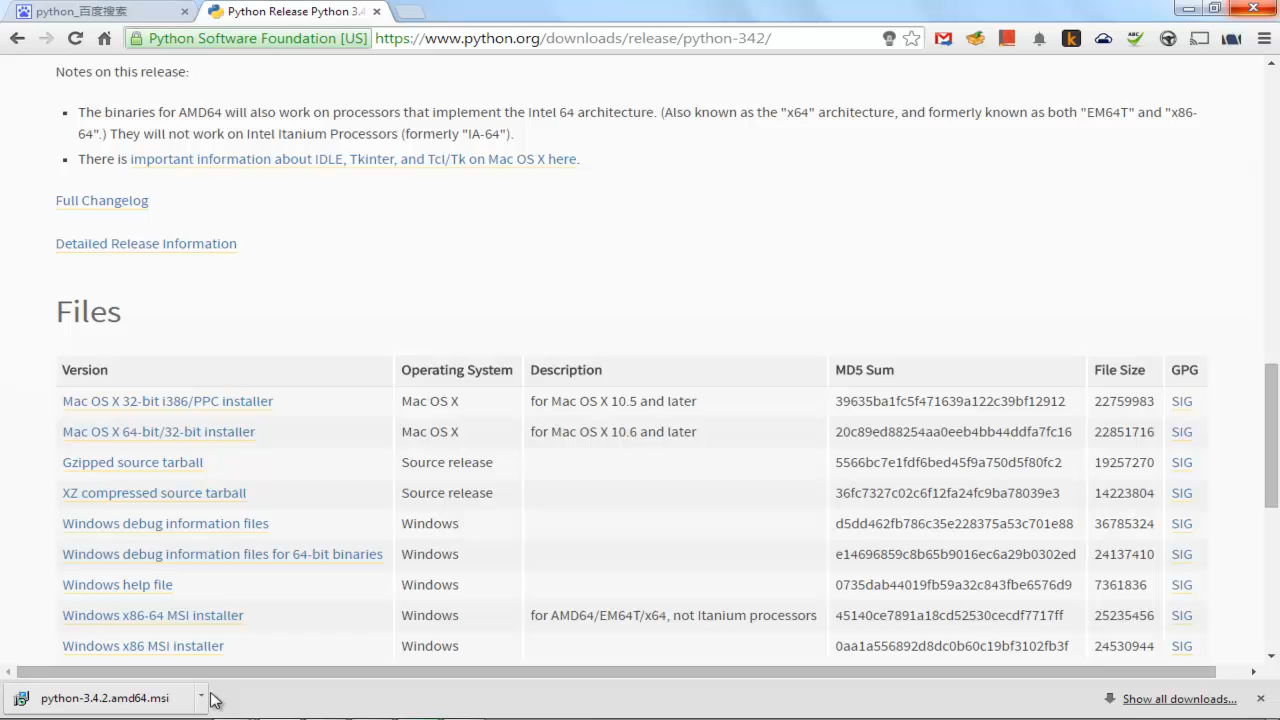 python_百度搜索
Python Release Python 3.4
Python Software Foundation [US] https://www.python.org/downloads/release/python-342/
Notes on this release:
The binaries for AMD64 will also work on processors that implement the Intel 64 architecture. (Also known as the "x64" architecture, and formerly known as both "EM64T" and "x86-
64".) They will not work on Intel Itanium Processors (formerly "IA-64").
There is important information about IDLE, Tkinter, and Tcl/Tk on Mac OS X here.
Full Changelog
Detailed Release Information
Files
Version Operating System Description MD5 Sum File Size GPG
Mac OS X 32-bit i386/PPC installer Mac OS X for Mac OS X 10.5 and later 39635ba1fc5f471639a122c39bf12912 22759983 SIG
Mac OS X 64-bit/32-bit installer Mac OS X for Mac OS X 10.6 and later 20c89ed88254aa0eeb4bb44ddfa7fc16 22851716 SIG
Gzipped source tarball Source release 5566bc7e1fdf6bed45f9a750d5f80fc2 19257270 SIG
XZ compressed source tarball Source release 36fc7327c02c6f12fa24fc9ba78039e3 14223804 SIG
Windows debug information files Windows d5dd462fb786c35e228375a53c701e88 36785324 SIG
Windows debug information files for 64-bit binaries Windows e14696859c8b65b9016ec6a29b0302ed 24137410 SIG
Windows help file Windows 0735dab44019fb59a32c843fbe6576d9 7361836 SIG
Windows x86-64 MSI installer Windows for AMD64/EM64T/x64, not Itanium processors 45140ce7891a18cd52530cecdf7717ff 25235456 SIG
Windows x86 MSI installer Windows 0aa1a556892d8dc0b60c19bf3102fb3f 24530944 SIG
python-3.4.2.amd64.msi Show all downloads...